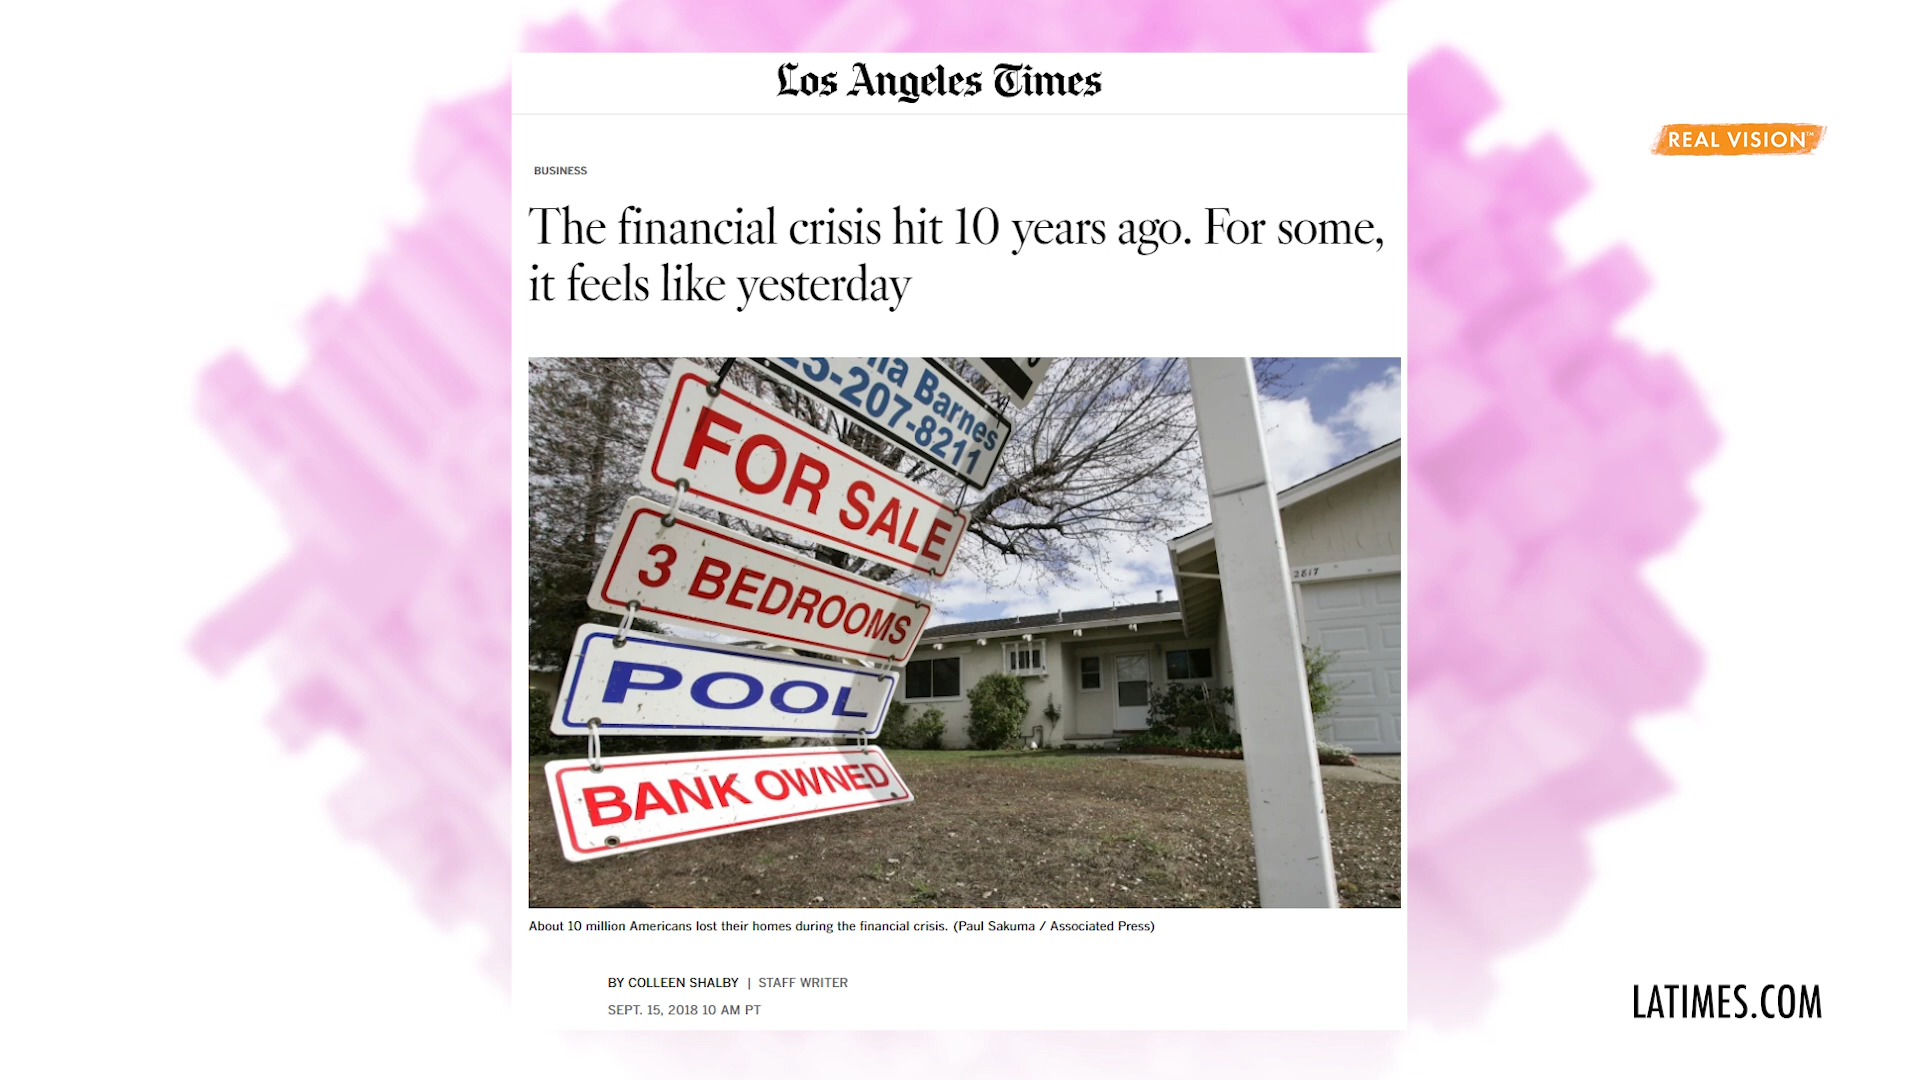 Los Angeles Times
REAL VISION™
BUSINESS
The financial crisis hit 10 years ago. For some,
it feels like yesterday
Barnes
207-8211
FOR SALE
3 BEDROOMS
POOL
BANK OWNED
2817
About 10 million Americans lost their homes during the financial crisis. (Paul Sakuma / Associated Press)
BY COLLEEN SHALBY | STAFF WRITER
SEPT. 15, 2018 10 AM PT
LATIMES.COM